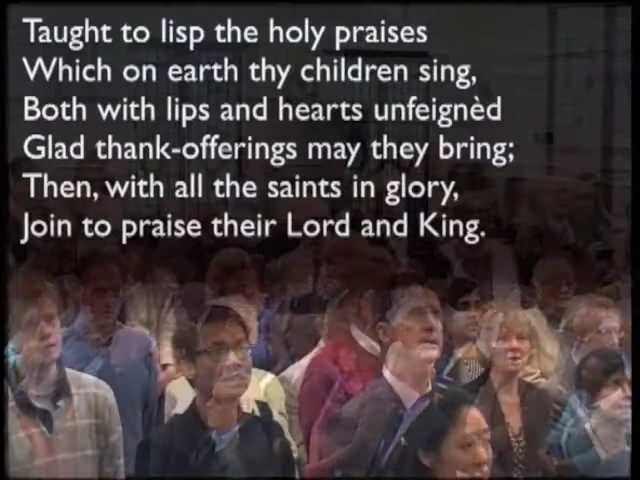 Taught to lisp the holy praises
Which on earth thy children sing,
Both with lips and hearts unfeignèd
Glad thank-offerings may they bring;
Then, with all the saints in glory,
Join to praise their Lord and King.